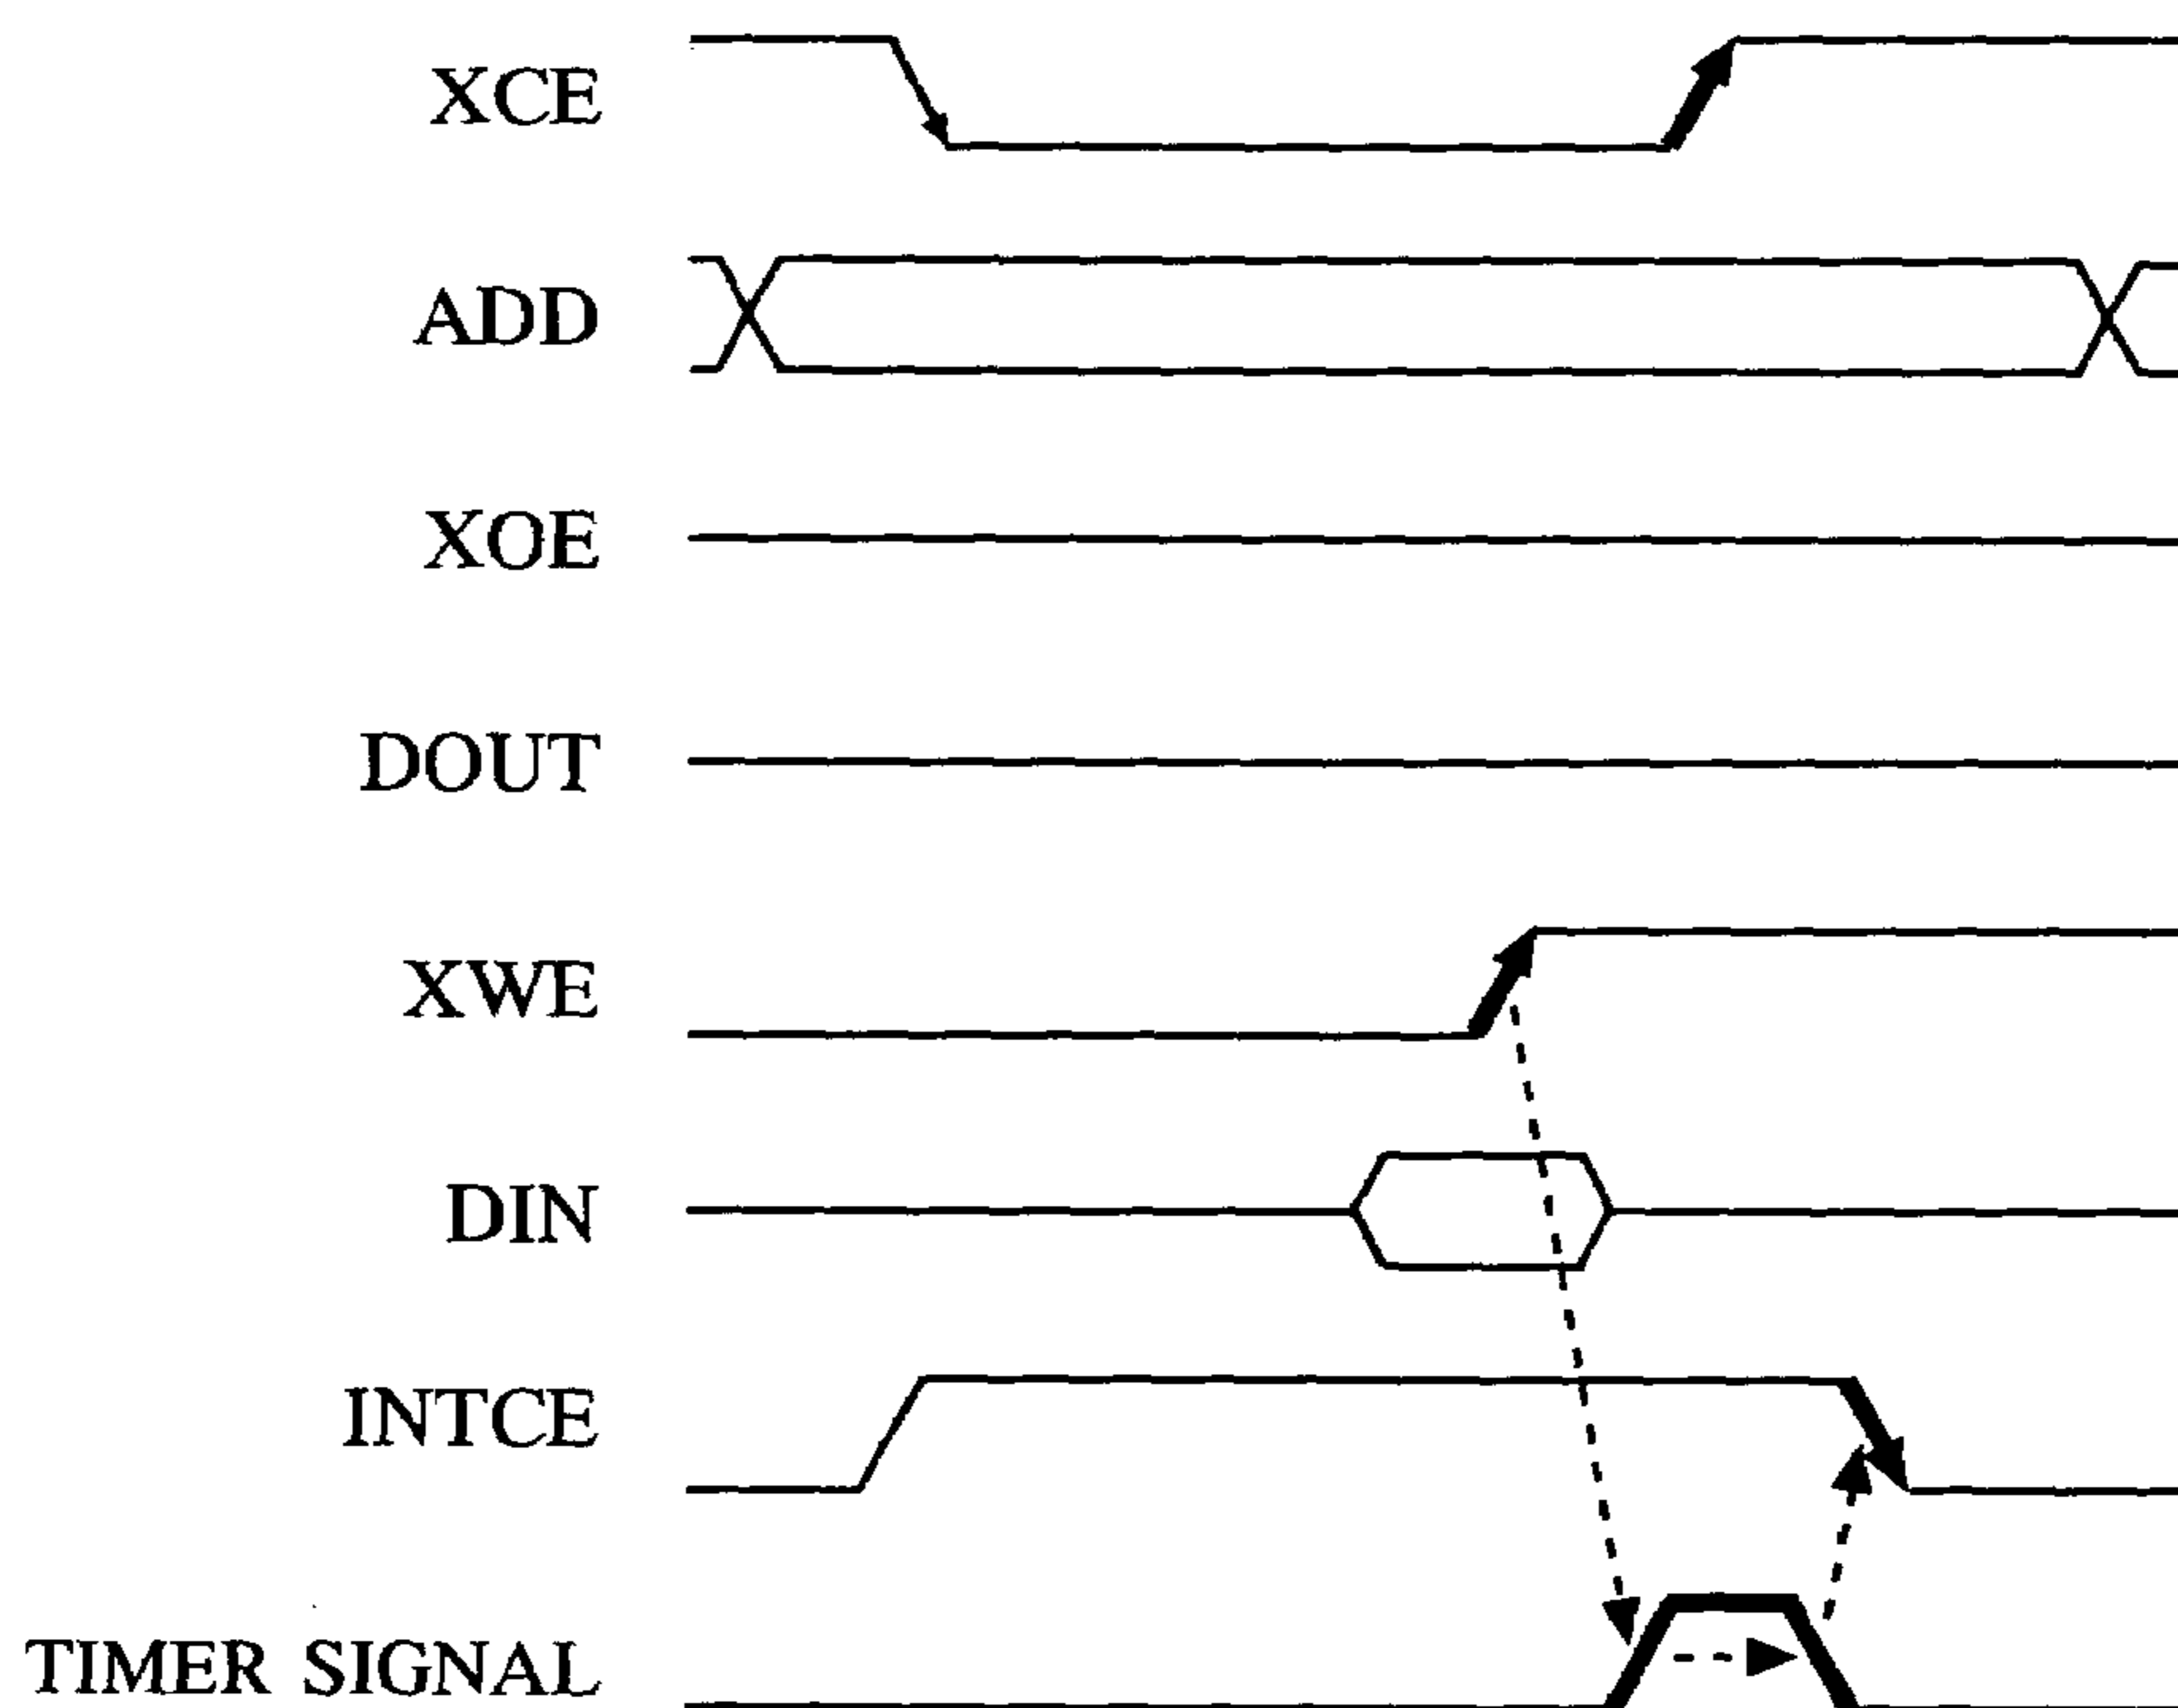 XCE
ADD
XOE
DOUT
XWE
DIN
INTCE
TIMER SIGNAL